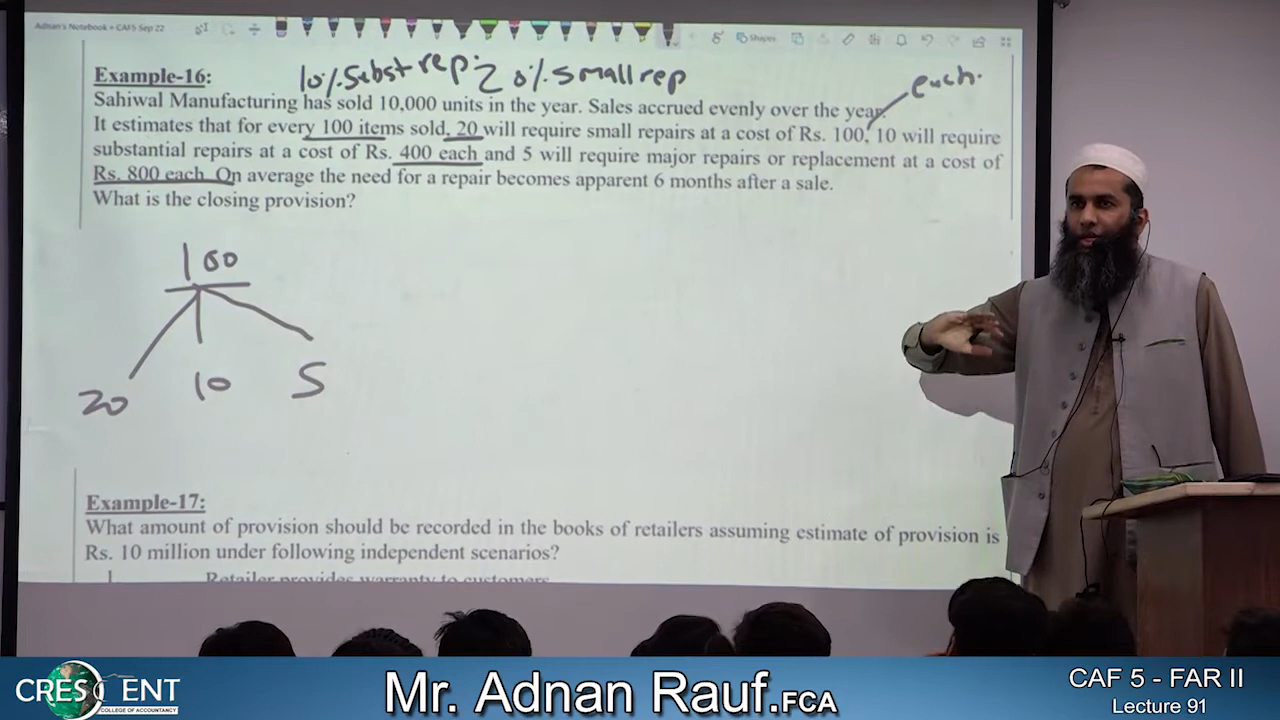 Adnan's Notebook » CAF5 Sep 22
Shapes
10% Subst rep: 20% Small rep
each.
Example-16:
Sahiwal Manufacturing has sold 10,000 units in the year. Sales accrued evenly over the year.
It estimates that for every 100 items sold, 20 will require small repairs at a cost of Rs. 100, 10 will require
substantial repairs at a cost of Rs. 400 each and 5 will require major repairs or replacement at a cost of
Rs. 800 each. On average the need for a repair becomes apparent 6 months after a sale.
What is the closing provision?
100
20 10 5
Example-17:
What amount of provision should be recorded in the books of retailers assuming estimate of provision is
Rs. 10 million under following independent scenarios?
Retailer provides warranty to customers
CRESCENT
COLLEGE OF ACCOUNTANCY
Mr. Adnan Rauf.FCA
CAF 5 - FAR II
Lecture 91